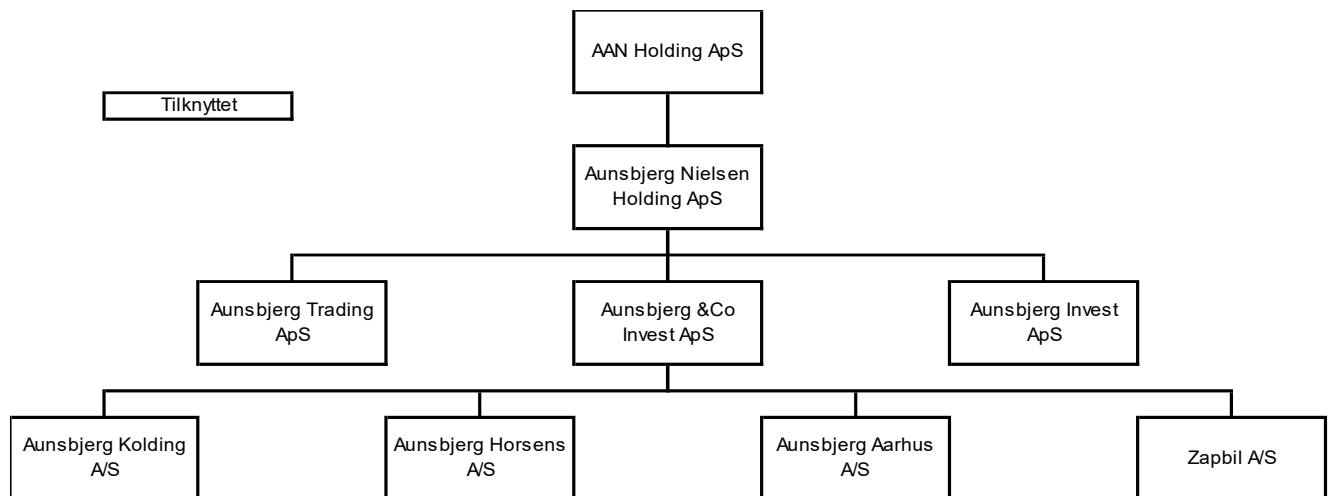 AAN Holding ApS
Tilknyttet
Aunsbjerg Nielsen
Holding ApS
Aunsbjerg Trading
ApS
Aunsbjerg &Co
Invest ApS
Aunsbjerg Invest
ApS
Aunsbjerg Kolding
A/S
Aunsbjerg Horsens
A/S
Aunsbjerg Aarhus
A/S
Zapbil A/S